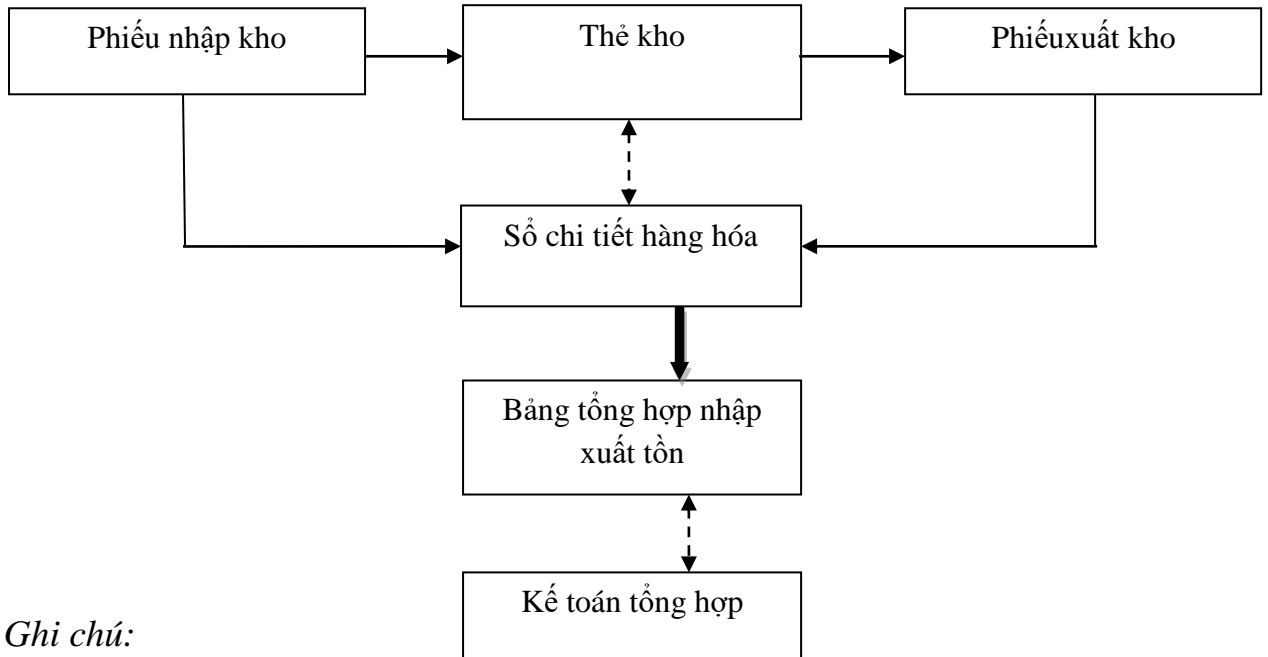 Phiếu nhập kho
Thẻ kho
Phiếuxuất kho
Sổ chi tiết hàng hóa
Bảng tổng hợp nhập
xuất tồn
Kế toán tổng hợp
Ghi chú: